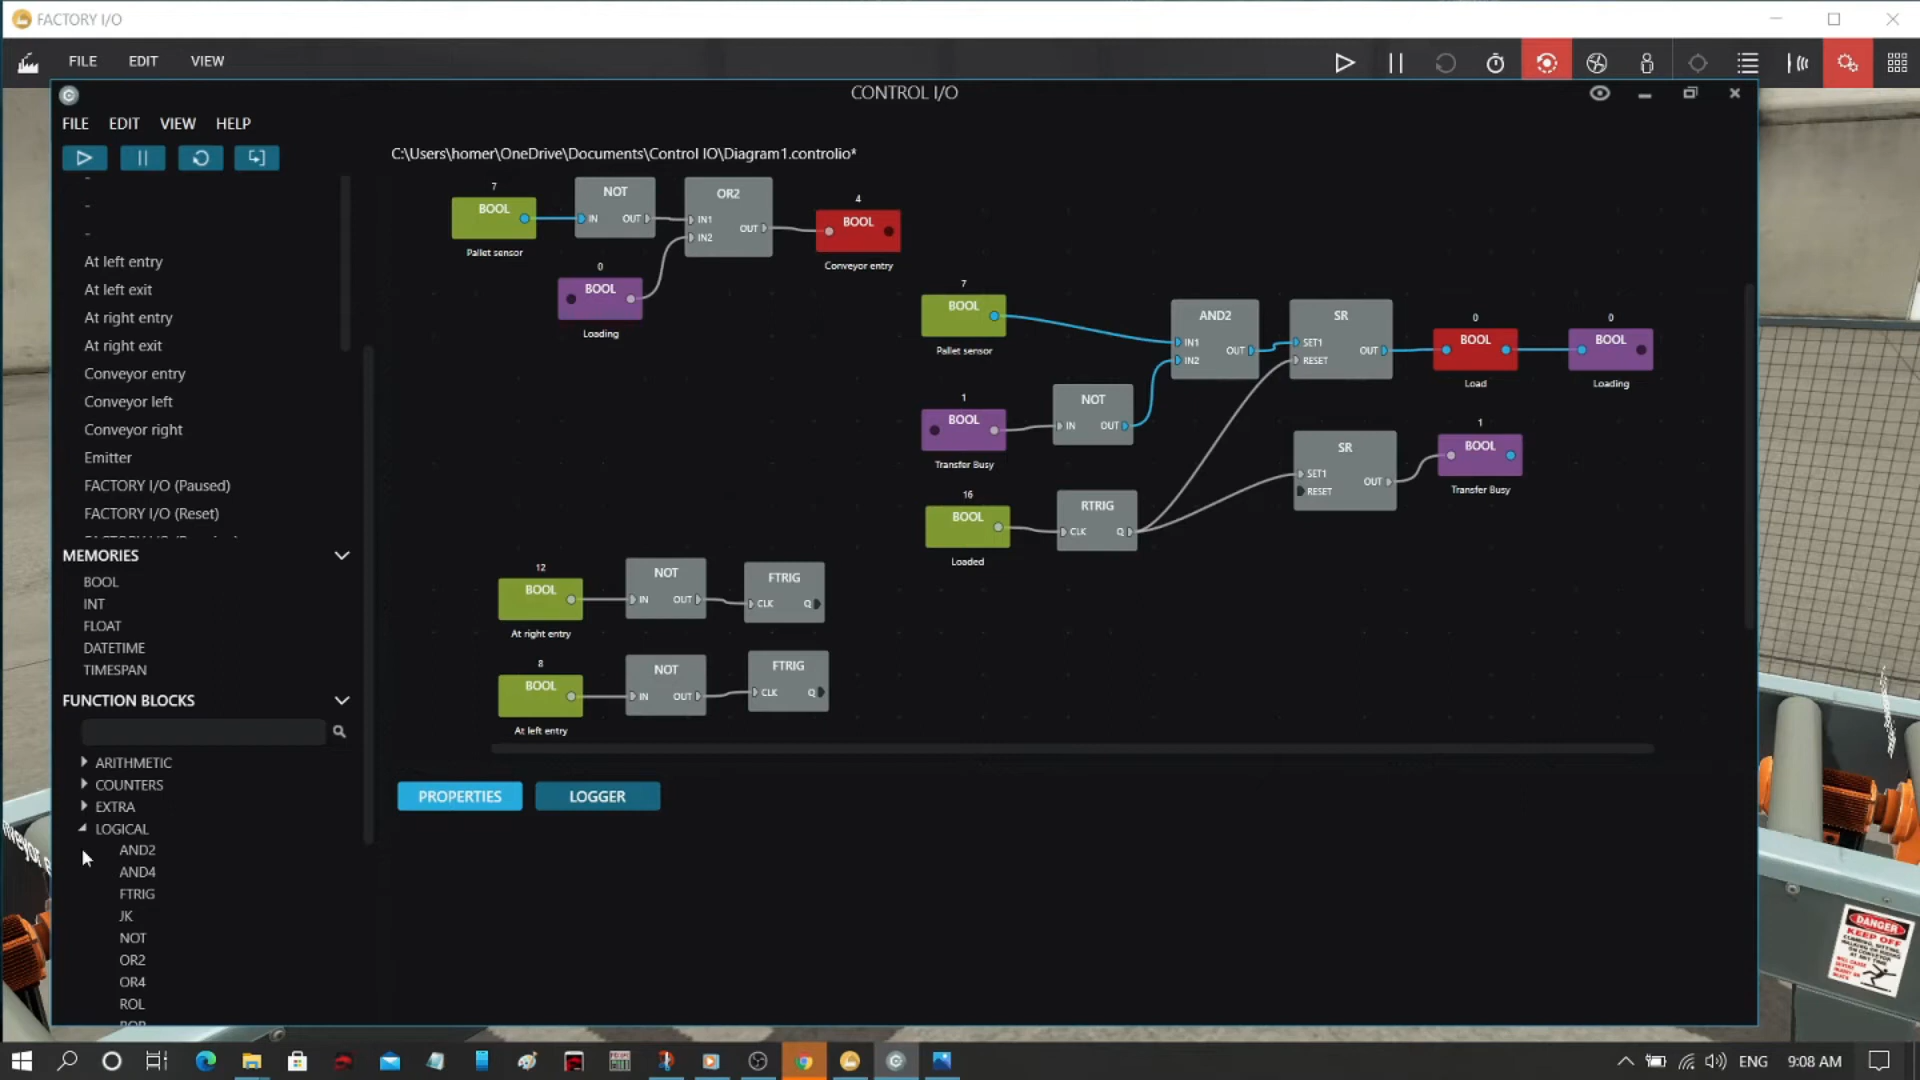 FACTORY I/O
FILE EDIT VIEW
CONTROL I/O
FILE EDIT VIEW HELP
C:\Users\homer\OneDrive\Documents\Control IO\Diagram1.controlio*
-
-
-
At left entry
At left exit
At right entry
At right exit
Conveyor entry
Conveyor left
Conveyor right
Emitter
FACTORY I/O (Paused)
FACTORY I/O (Reset)
MEMORIES
BOOL
INT
FLOAT
DATETIME
TIMESPAN
FUNCTION BLOCKS
ARITHMETIC
COUNTERS
EXTRA
LOGICAL
AND2
AND4
FTRIG
JK
NOT
OR2
OR4
ROL
ROR
7
BOOL
Pallet sensor
NOT
IN OUT
OR2
IN1
IN2
OUT
4
BOOL
Conveyor entry
0
BOOL
Loading
7
BOOL
Pallet sensor
AND2
IN1
IN2
OUT
SR
SET1
RESET
OUT
0
BOOL
Load
0
BOOL
Loading
1
BOOL
Transfer Busy
NOT
IN OUT
SR
SET1
RESET
OUT
1
BOOL
Transfer Busy
16
BOOL
Loaded
RTRIG
CLK Q
12
BOOL
At right entry
NOT
IN OUT
FTRIG
CLK Q
8
BOOL
At left entry
NOT
IN OUT
FTRIG
CLK Q
PROPERTIES LOGGER
DANGER
KEEP OFF
ENG 9:08 AM